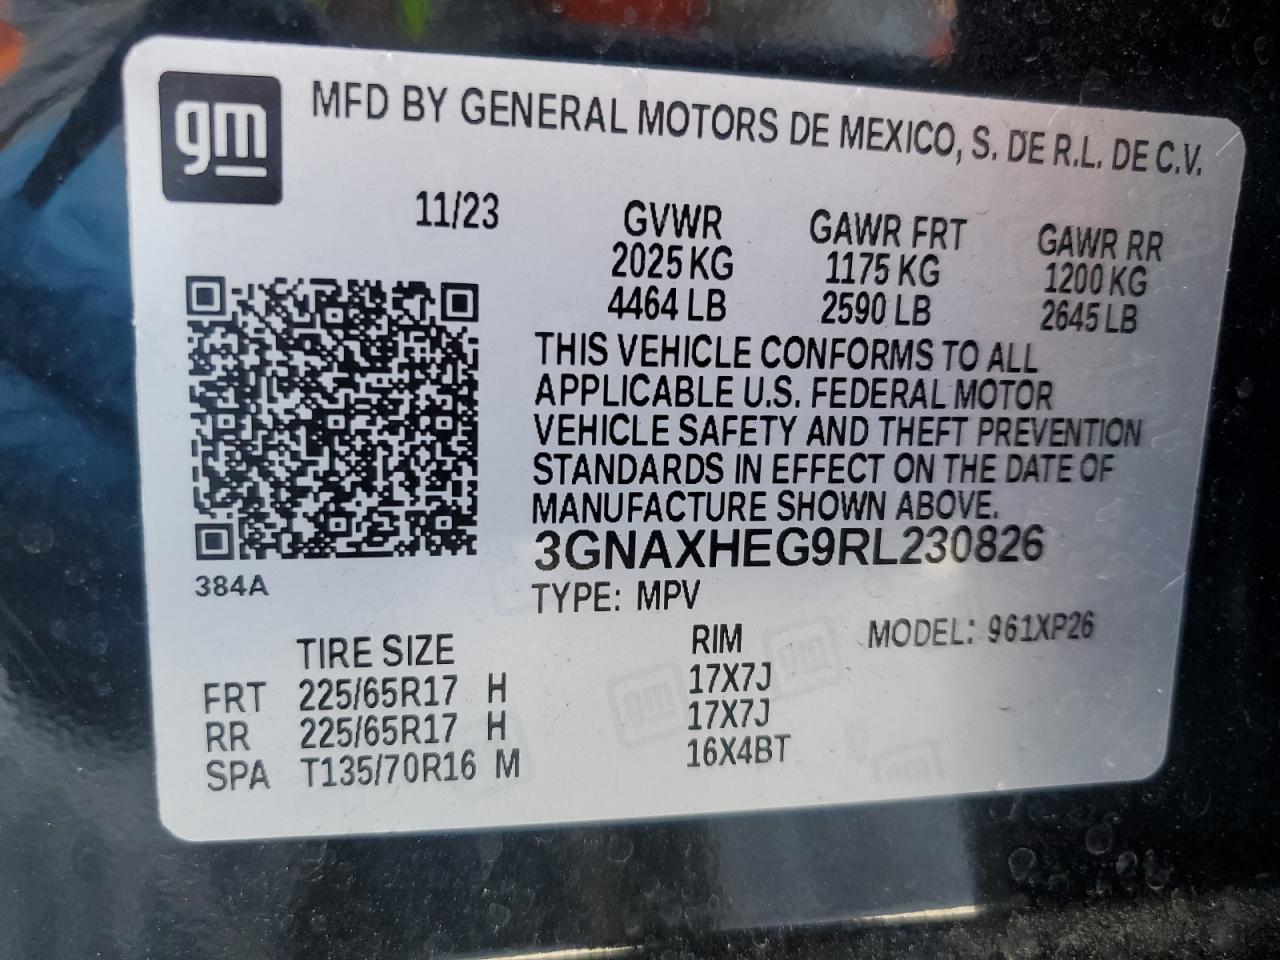 gm
MFD BY GENERAL MOTORS DE MEXICO, S. DE R.L. DE C.V.
11/23
GVWR GAWR FRT GAWR RR
2025 KG 1175 KG 1200 KG
4464 LB 2590 LB 2645 LB
THIS VEHICLE CONFORMS TO ALL
APPLICABLE U.S. FEDERAL MOTOR
VEHICLE SAFETY AND THEFT PREVENTION
STANDARDS IN EFFECT ON THE DATE OF
MANUFACTURE SHOWN ABOVE.
3GNAXHEG9RL230826
384A
TYPE: MPV
MODEL: 961XP26
TIRE SIZE RIM
FRT 225/65R17 H 17X7J
RR 225/65R17 H 17X7J
SPA T135/70R16 M 16X4BT
gm
gm
gm